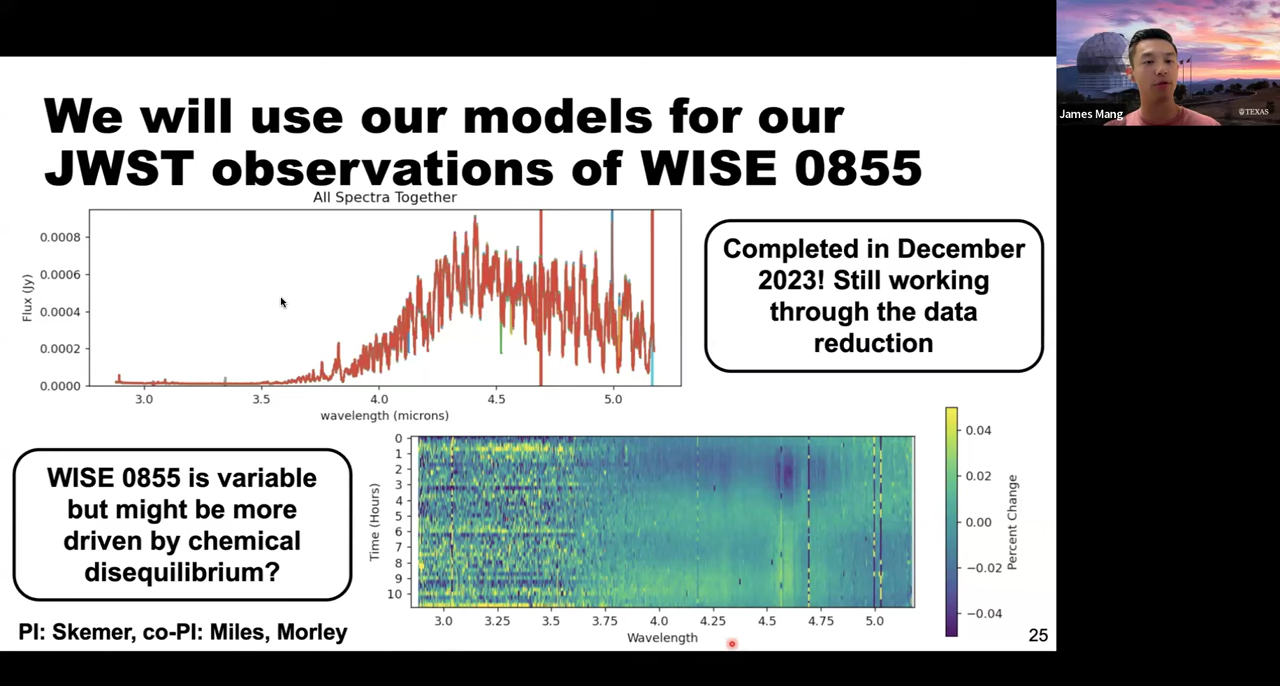 We will use our models for our
JWST observations of WISE 0855
All Spectra Together
Flux (Jy)
0.0008
0.0006
0.0004
0.0002
0.0000
3.0 3.5 4.0 4.5 5.0
wavelength (microns)
Completed in December
2023! Still working
through the data
reduction
WISE 0855 is variable
but might be more
driven by chemical
disequilibrium?
Time (Hours)
0
1
2
3
4
5
6
7
8
9
10
3.0 3.25 3.5 3.75 4.0 4.25 4.5 4.75 5.0
Wavelength
0.04
0.02
0.00
−0.02
−0.04
Percent Change
PI: Skemer, co-PI: Miles, Morley
25
James Mang
TEXAS